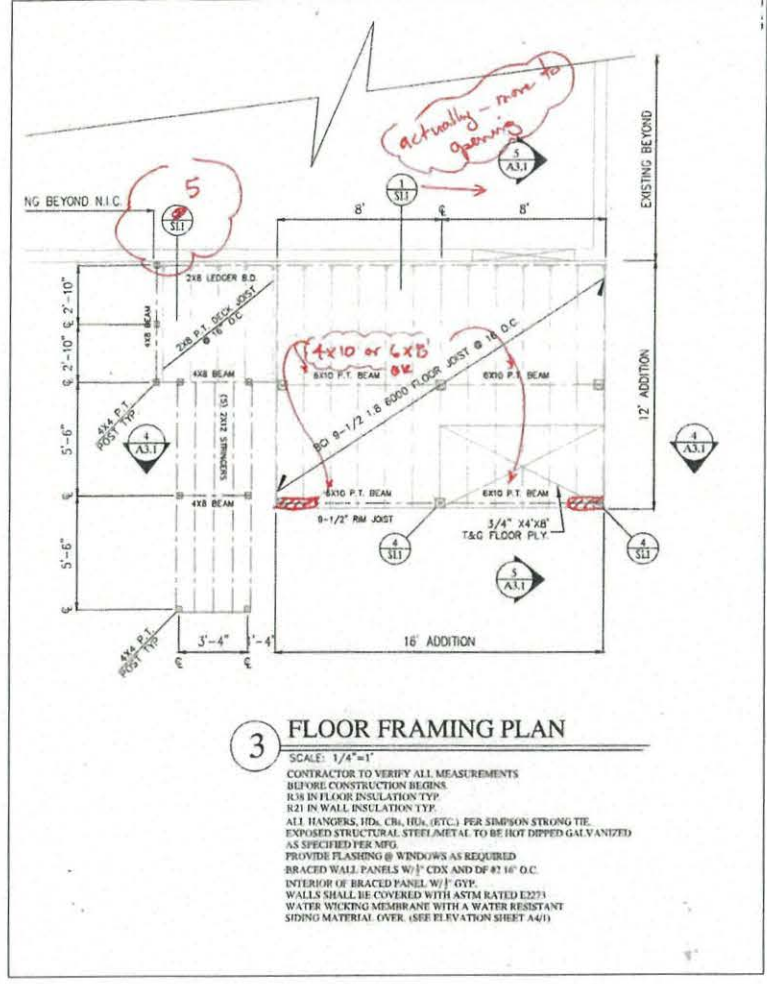 actually - move to
opening
5
A3.1
EXISTING BEYOND
5
S1.1
1
S1.1
NG BEYOND N.I.C.
8'
℄
8'
2X8 LEDGER B.D.
2X8 P.T. DECK JOIST
@ 16" O.C
℄ 2'-10"
4X8 BEAM
℄ 2'-10"
4X8 BEAM
4x10 or 6x8
OK
6X10 P.T. BEAM
6X10 P.T. BEAM
BCI 9-1/2 1.8 6000 FLOOR JOIST @ 16 O.C.
12' ADDITION
4X4 P.T.
POST TYP.
4
A3.1
(5) 2X12 STRINGERS
5'-6"
℄
4
A3.1
4X8 BEAM
6X10 P.T. BEAM
6X10 P.T. BEAM
9-1/2" RIM JOIST
3/4" X4'X8'
T&G FLOOR PLY.
4
S1.1
4
S1.1
5'-6"
℄
5
A3.1
4X4 P.T.
POST TYP.
3'-4"
1'-4"
16' ADDITION
℄
℄
3
FLOOR FRAMING PLAN
SCALE: 1/4"=1'
CONTRACTOR TO VERIFY ALL MEASUREMENTS
BEFORE CONSTRUCTION BEGINS.
R38 IN FLOOR INSULATION TYP.
R21 IN WALL INSULATION TYP.
ALL HANGERS, HDs, CBs, HUs, (ETC.) PER SIMPSON STRONG TIE.
EXPOSED STRUCTURAL STEEL/METAL TO BE HOT DIPPED GALVANIZED
AS SPECIFIED PER MFG.
PROVIDE FLASHING @ WINDOWS AS REQUIRED
BRACED WALL PANELS W/ CDX AND DF #2 16" O.C.
INTERIOR OF BRACED PANEL W/ GYP.
WALLS SHALL BE COVERED WITH ASTM RATED E2273
WATER WICKING MEMBRANE WITH A WATER RESISTANT
SIDING MATERIAL OVER. (SEE ELEVATION SHEET A4/1)